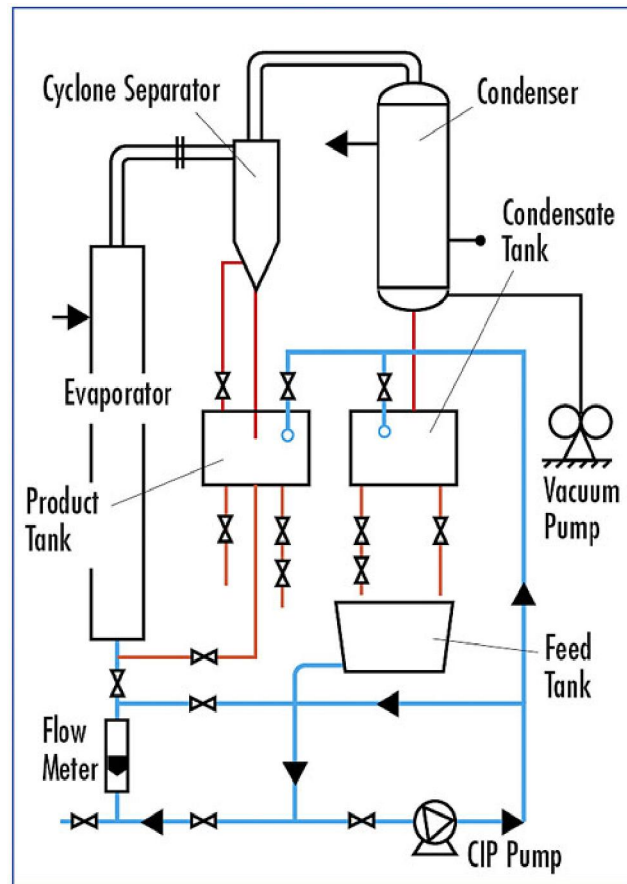 Cyclone Separator
Condenser
Condensate
Tank
Evaporator
Product
Tank
Vacuum
Pump
Feed
Tank
Flow
Meter
CIP Pump